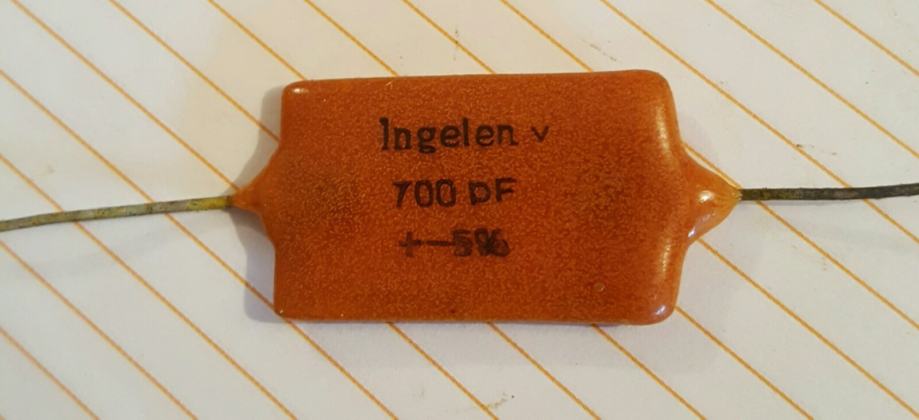 Ingelen v
700 pF
+-5%